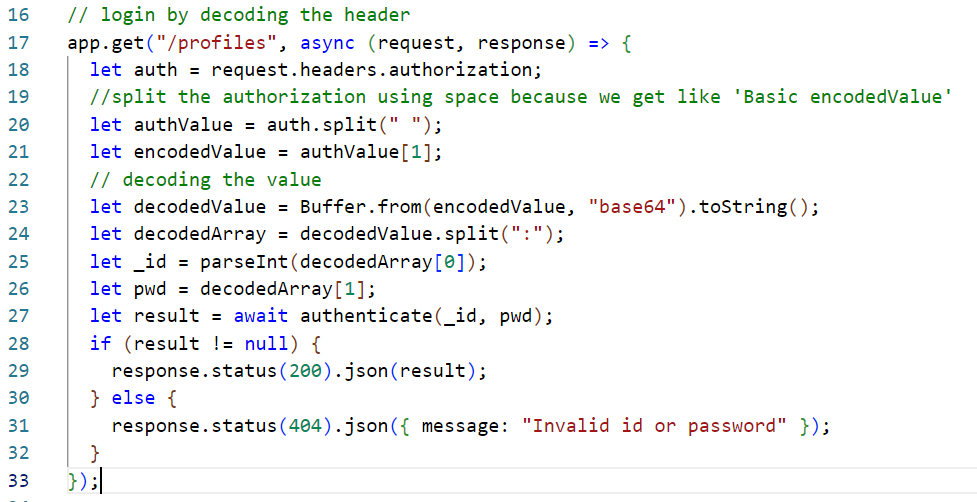 16 // login by decoding the header
17 app.get("/profiles", async (request, response) => {
18 let auth = request.headers.authorization;
19 //split the authorization using space because we get like 'Basic encodedValue'
20 let authValue = auth.split(" ");
21 let encodedValue = authValue[1];
22 // decoding the value
23 let decodedValue = Buffer.from(encodedValue, "base64").toString();
24 let decodedArray = decodedValue.split(":");
25 let _id = parseInt(decodedArray[0]);
26 let pwd = decodedArray[1];
27 let result = await authenticate(_id, pwd);
28 if (result != null) {
29 response.status(200).json(result);
30 } else {
31 response.status(404).json({ message: "Invalid id or password" });
32 }
33 });